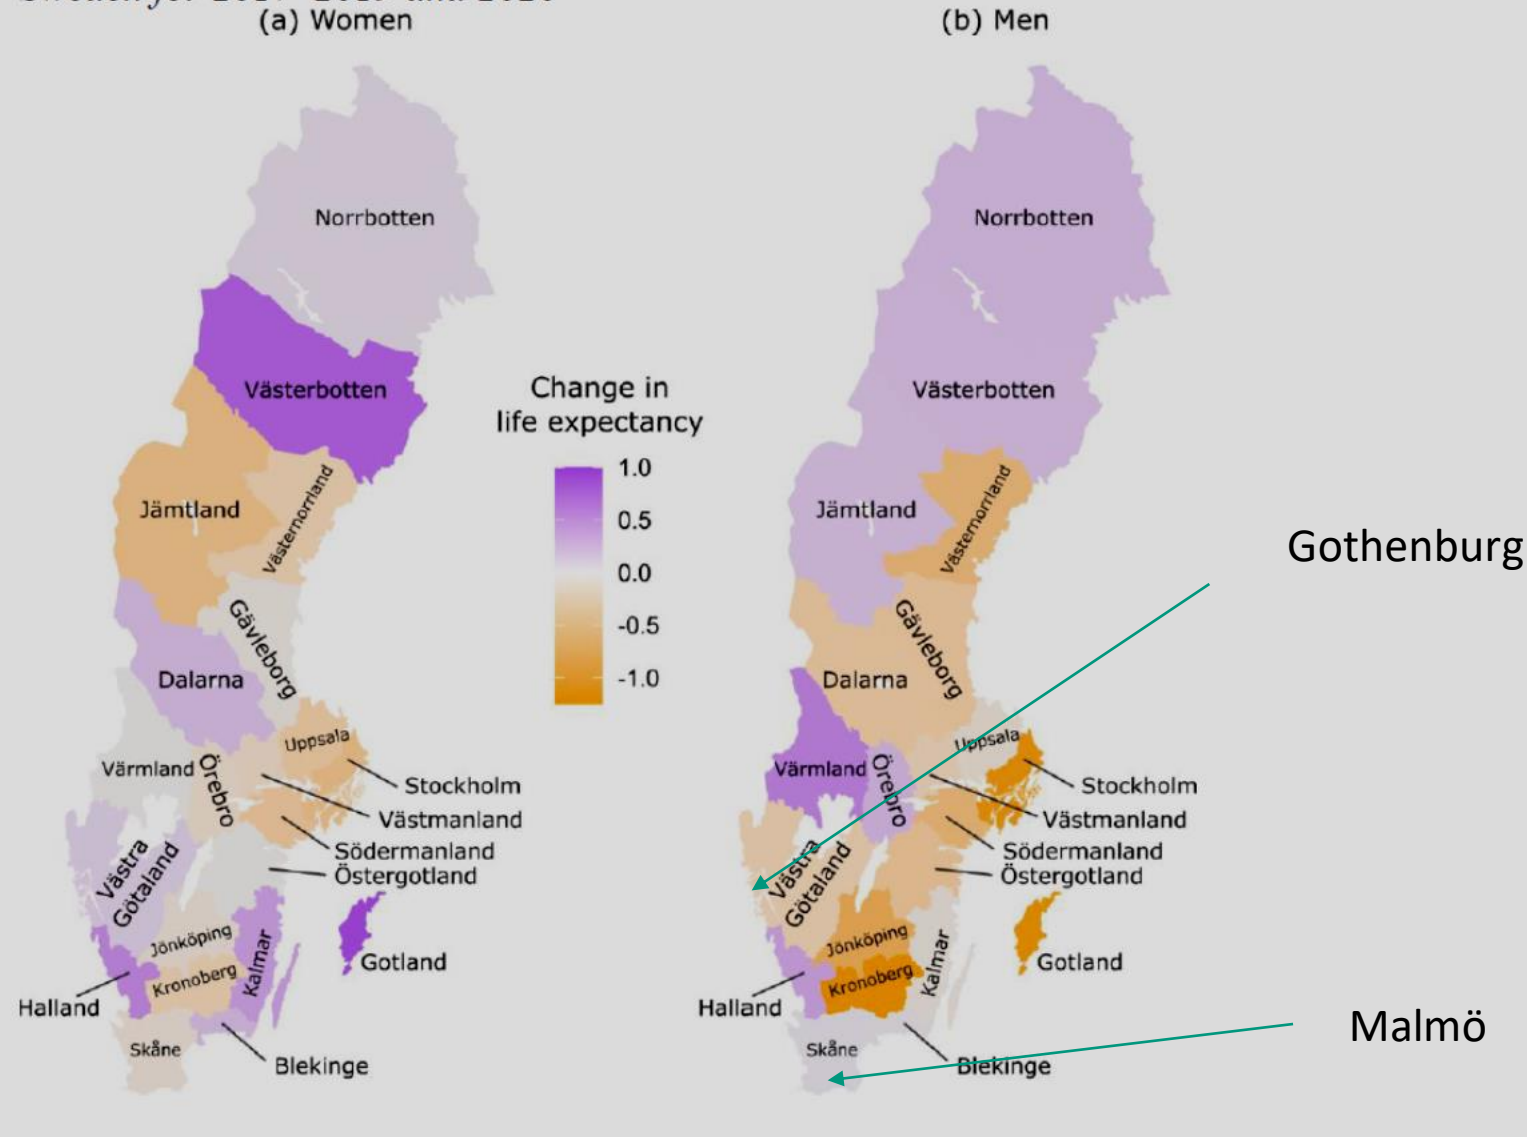 (a) Women
(b) Men
Norrbotten
Västerbotten
Jämtland
Västernorrland
Gävleborg
Dalarna
Uppsala
Värmland
Örebro
Stockholm
Västmanland
Södermanland
Östergotland
Västra
Götaland
Jönköping
Kronoberg
Kalmar
Gotland
Halland
Skåne
Blekinge
Change in
life expectancy
1.0
0.5
0.0
-0.5
-1.0
Norrbotten
Västerbotten
Jämtland
Västernorrland
Gävleborg
Dalarna
Uppsala
Värmland
Örebro
Stockholm
Västmanland
Södermanland
Östergotland
Västra
Götaland
Jönköping
Kronoberg
Kalmar
Gotland
Halland
Skåne
Blekinge
Gothenburg
Malmö